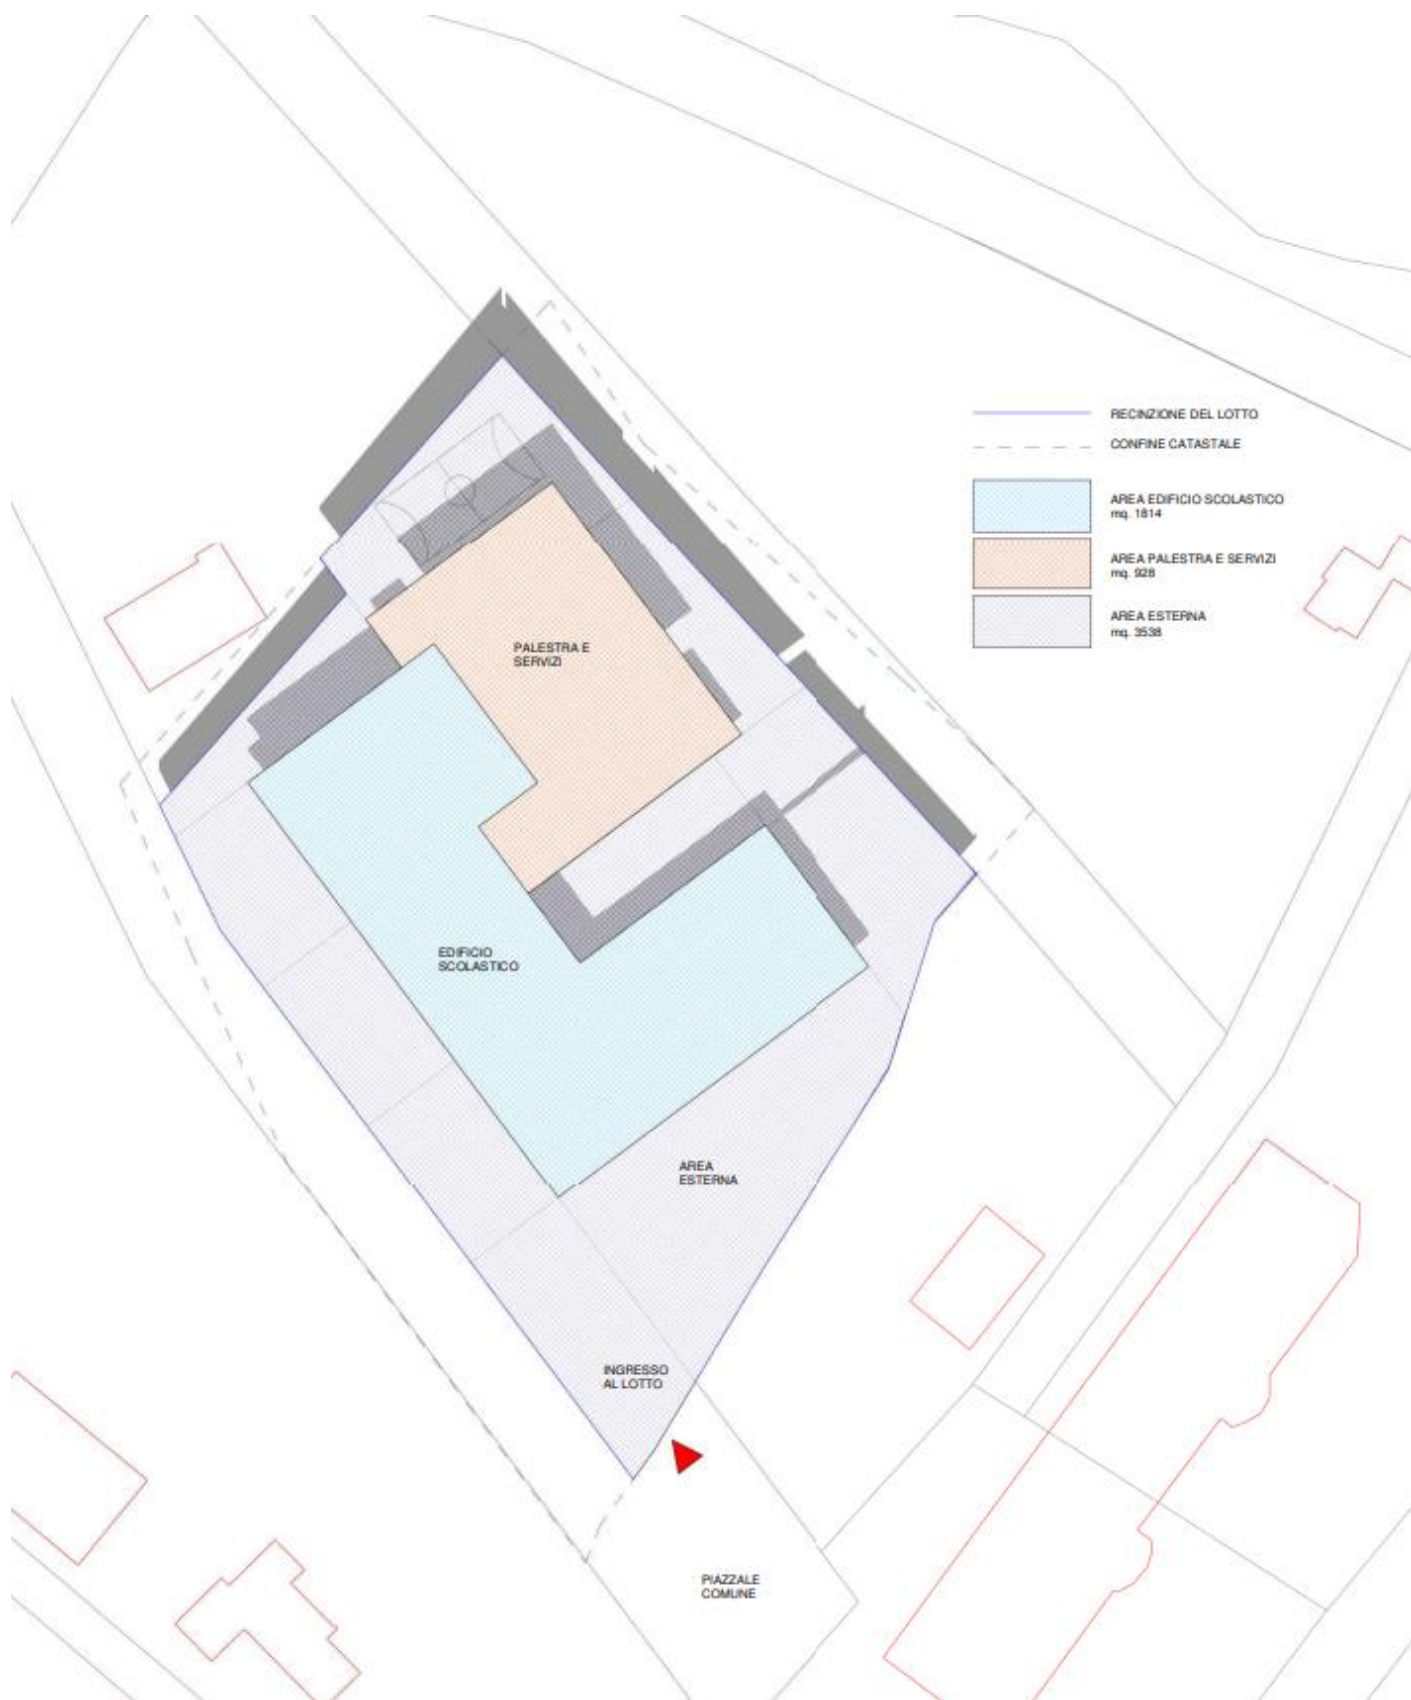 RECINZIONE DEL LOTTO
CONFINE CATASTALE
AREA EDIFICIO SCOLASTICO
mq. 1814
AREA PALESTRA E SERVIZI
mq. 928
AREA ESTERNA
mq. 3538
PALESTRA E
SERVIZI
EDIFICIO
SCOLASTICO
AREA
ESTERNA
INGRESSO
AL LOTTO
PIAZZALE
COMUNE